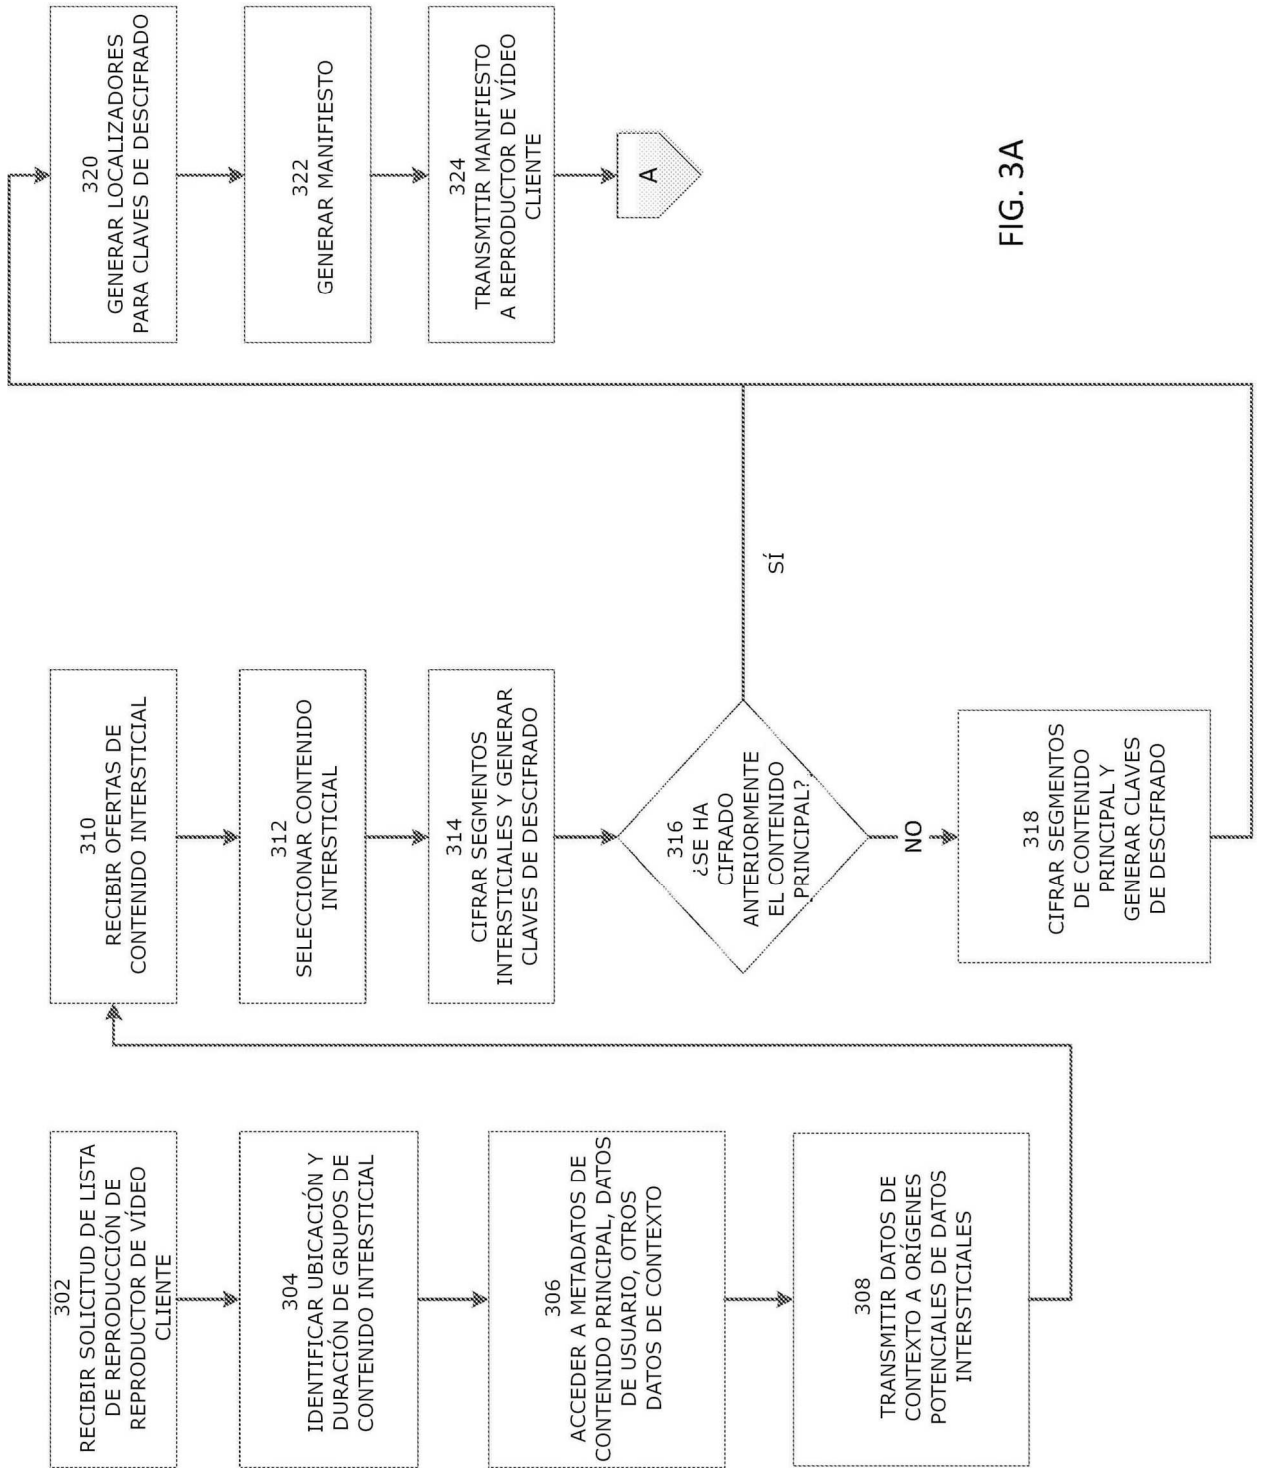 302
RECIBIR SOLICITUD DE LISTA
DE REPRODUCCIÓN DE
REPRODUCTOR DE VÍDEO
CLIENTE
304
IDENTIFICAR UBICACIÓN Y
DURACIÓN DE GRUPOS DE
CONTENIDO INTERSTICIAL
306
ACCEDER A METADATOS DE
CONTENIDO PRINCIPAL, DATOS
DE USUARIO, OTROS
DATOS DE CONTEXTO
308
TRANSMITIR DATOS DE
CONTEXTO A ORÍGENES
POTENCIALES DE DATOS
INTERSTICIALES
310
RECIBIR OFERTAS DE
CONTENIDO INTERSTICIAL
312
SELECCIONAR CONTENIDO
INTERSTICIAL
314
CIFRAR SEGMENTOS
INTERSTICIALES Y GENERAR
CLAVES DE DESCIFRADO
316
¿SE HA
CIFRADO
ANTERIORMENTE
EL CONTENIDO
PRINCIPAL?
SÍ
NO
318
CIFRAR SEGMENTOS
DE CONTENIDO
PRINCIPAL Y
GENERAR CLAVES
DE DESCIFRADO
320
GENERAR LOCALIZADORES
PARA CLAVES DE DESCIFRADO
322
GENERAR MANIFIESTO
324
TRANSMITIR MANIFIESTO
A REPRODUCTOR DE VÍDEO
CLIENTE
A
FIG. 3A